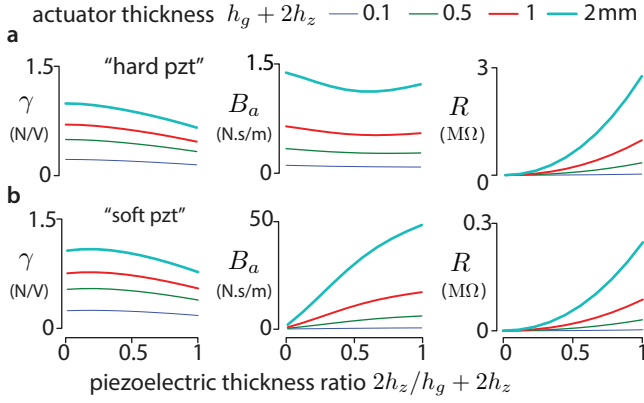 actuator thickness h_g + 2h_z — 0.1 — 0.5 — 1 — 2mm
a
1.5 "hard pzt" 1.5 3
γ B_a R
(N/V) (N.s/m) (MΩ)
0 0 0
b
1.5 "soft pzt" 50 0.3
γ B_a R
(N/V) (N.s/m) (MΩ)
0 0 0
0 0.5 1 0 0.5 1 0 0.5 1
piezoelectric thickness ratio 2h_z/h_g + 2h_z